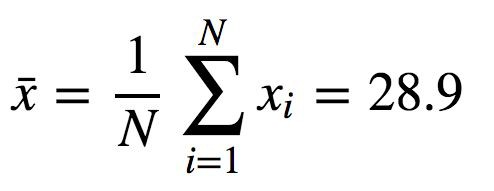 x̄ = 1/N ∑_{i=1}^{N} x_i = 28.9